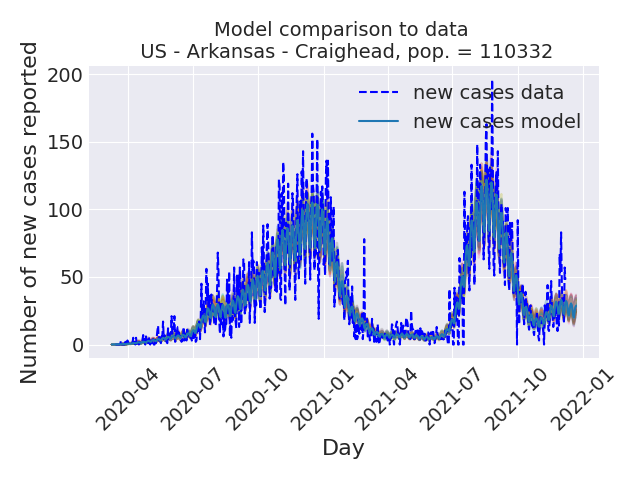 Model comparison to data
US - Arkansas - Craighead, pop. = 110332
Number of new cases reported
200
150
100
50
0
new cases data
new cases model
2020-04
2020-07
2020-10
2021-01
2021-04
2021-07
2021-10
2022-01
Day